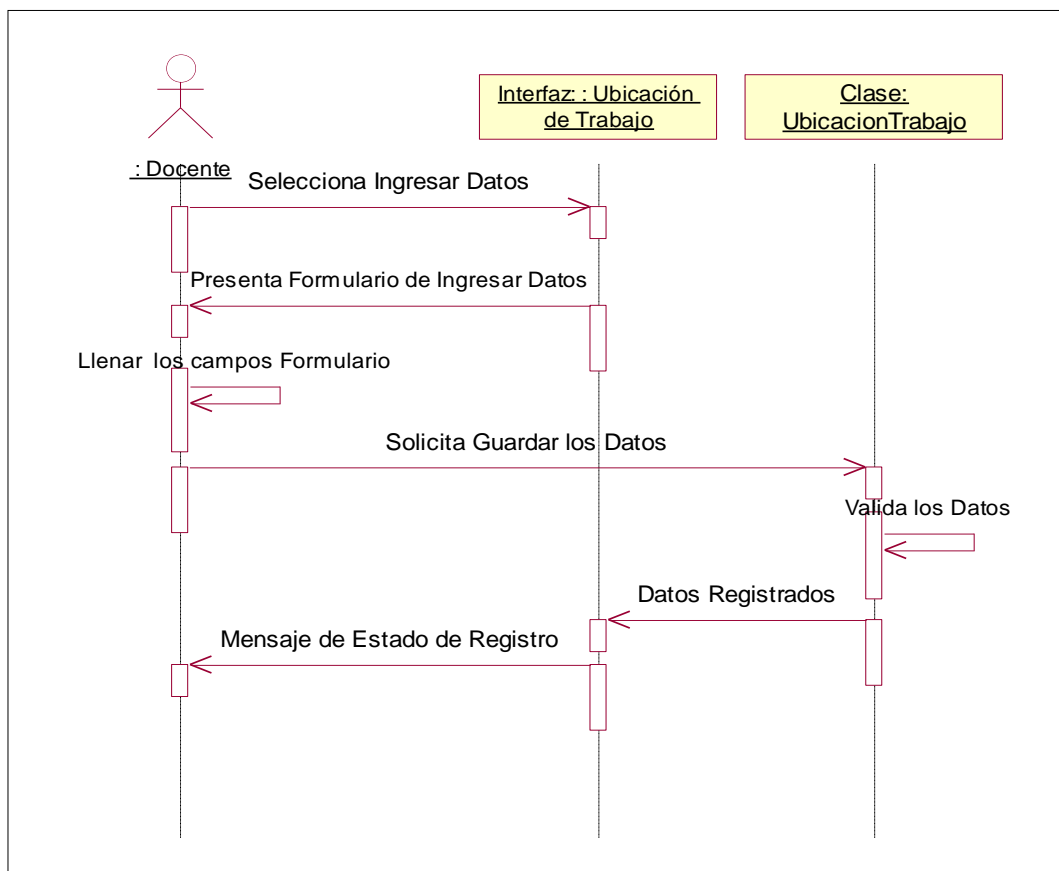 Interfaz: : Ubicación
de Trabajo
Clase:
UbicacionTrabajo
: Docente
Selecciona Ingresar Datos
Presenta Formulario de Ingresar Datos
Llenar los campos Formulario
Solicita Guardar los Datos
Valida los Datos
Datos Registrados
Mensaje de Estado de Registro